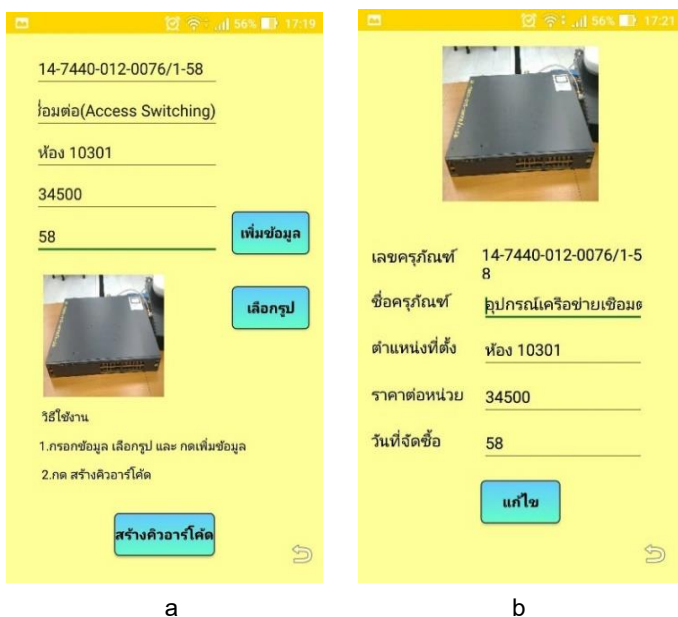 56% 17:19
14-7440-012-0076/1-58
ื่อมต่อ(Access Switching)
ห้อง 10301
34500
58
เพิ่มข้อมูล
เลือกรูป
วิธีใช้งาน
1.กรอกข้อมูล เลือกรูป และ กดเพิ่มข้อมูล
2.กด สร้างคิวอาร์โค้ด
สร้างคิวอาร์โค้ด
a
56% 17:21
เลขครุภัณฑ์ 14-7440-012-0076/1-5
8
ชื่อครุภัณฑ์ อุปกรณ์เครือข่ายเชื่อมต
ตำแหน่งที่ตั้ง ห้อง 10301
ราคาต่อหน่วย 34500
วันที่จัดซื้อ 58
แก้ไข
b